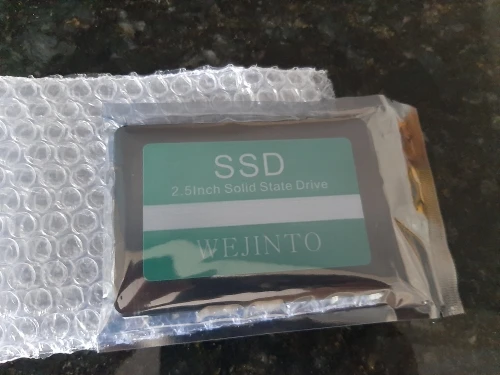 SSD
2.5Inch Solid State Drive
WEJINTO